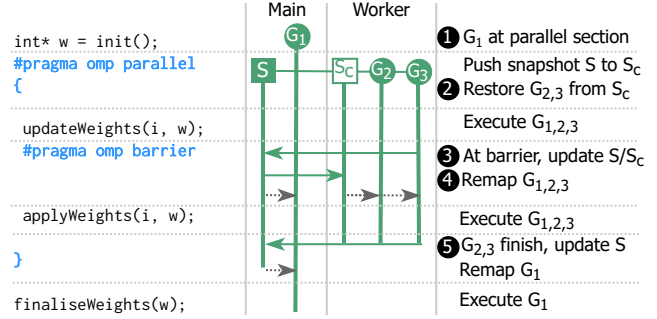 Main Worker
int* w = init();
G1
❶ G1 at parallel section
#pragma omp parallel
{
S Sc G2 G3
Push snapshot S to Sc
❷ Restore G2,3 from Sc
updateWeights(i, w);
Execute G1,2,3
#pragma omp barrier
❸ At barrier, update S/Sc
❹ Remap G1,2,3
applyWeights(i, w);
Execute G1,2,3
}
❺ G2,3 finish, update S
Remap G1
finaliseWeights(w);
Execute G1